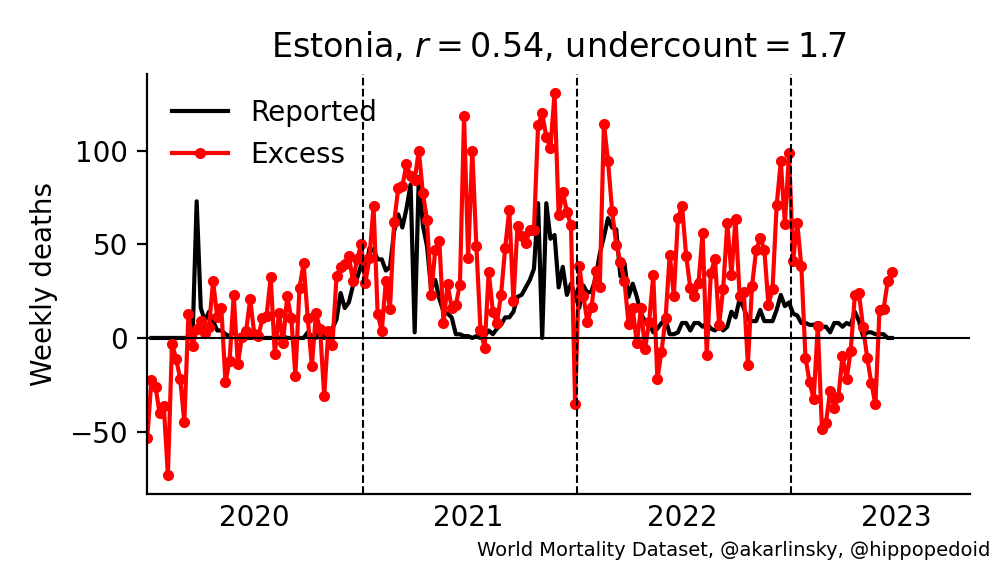 Estonia, r = 0.54, undercount = 1.7
Reported
Excess
Weekly deaths
100
50
0
−50
2020 2021 2022 2023
World Mortality Dataset, @akarlinsky, @hippopedoid